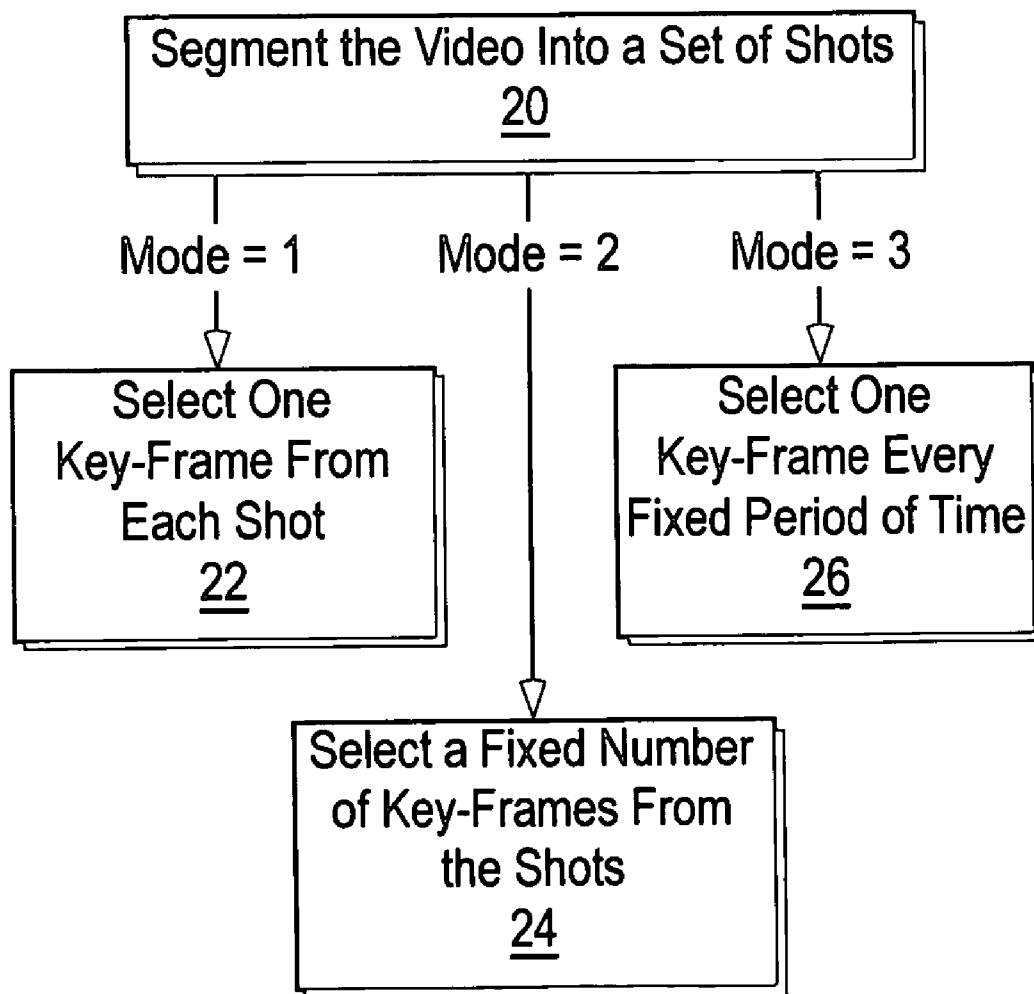 Segment the Video Into a Set of Shots
20
Mode = 1
Mode = 2
Mode = 3
Select One
Key-Frame From
Each Shot
22
Select One
Key-Frame Every
Fixed Period of Time
26
Select a Fixed Number
of Key-Frames From
the Shots
24